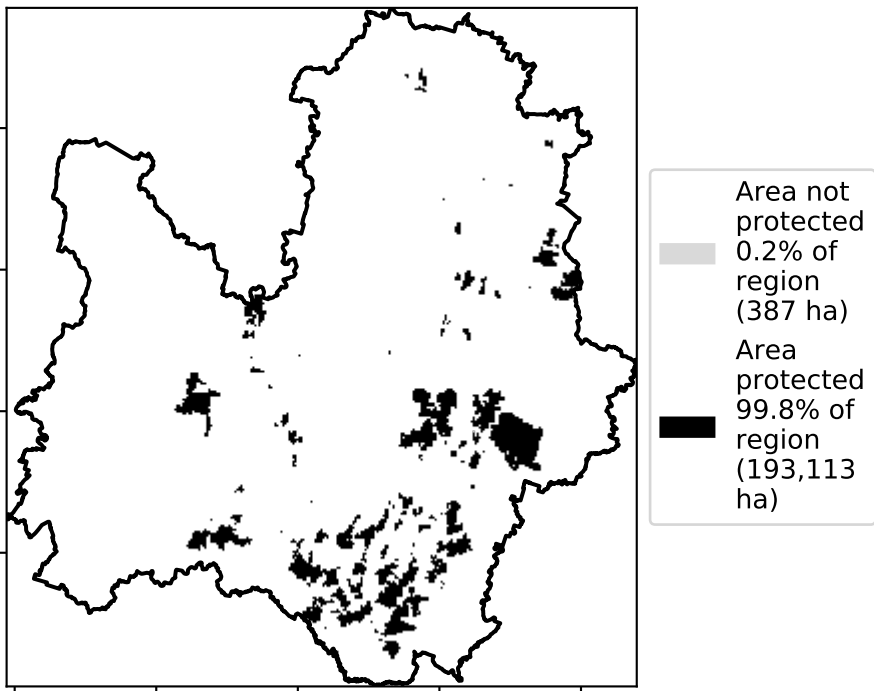 Area not
protected
0.2% of
region
(387 ha)
Area
protected
99.8% of
region
(193,113
ha)